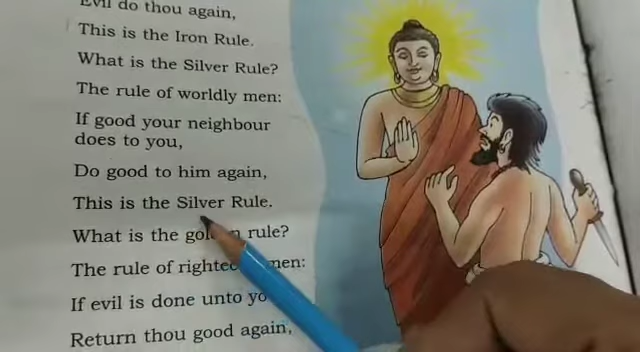 Evil do thou again,
This is the Iron Rule.
What is the Silver Rule?
The rule of worldly men:
If good your neighbour
does to you,
Do good to him again,
This is the Silver Rule.
What is the rule?
The rule of men:
If evil is done unto
Return thou good again,